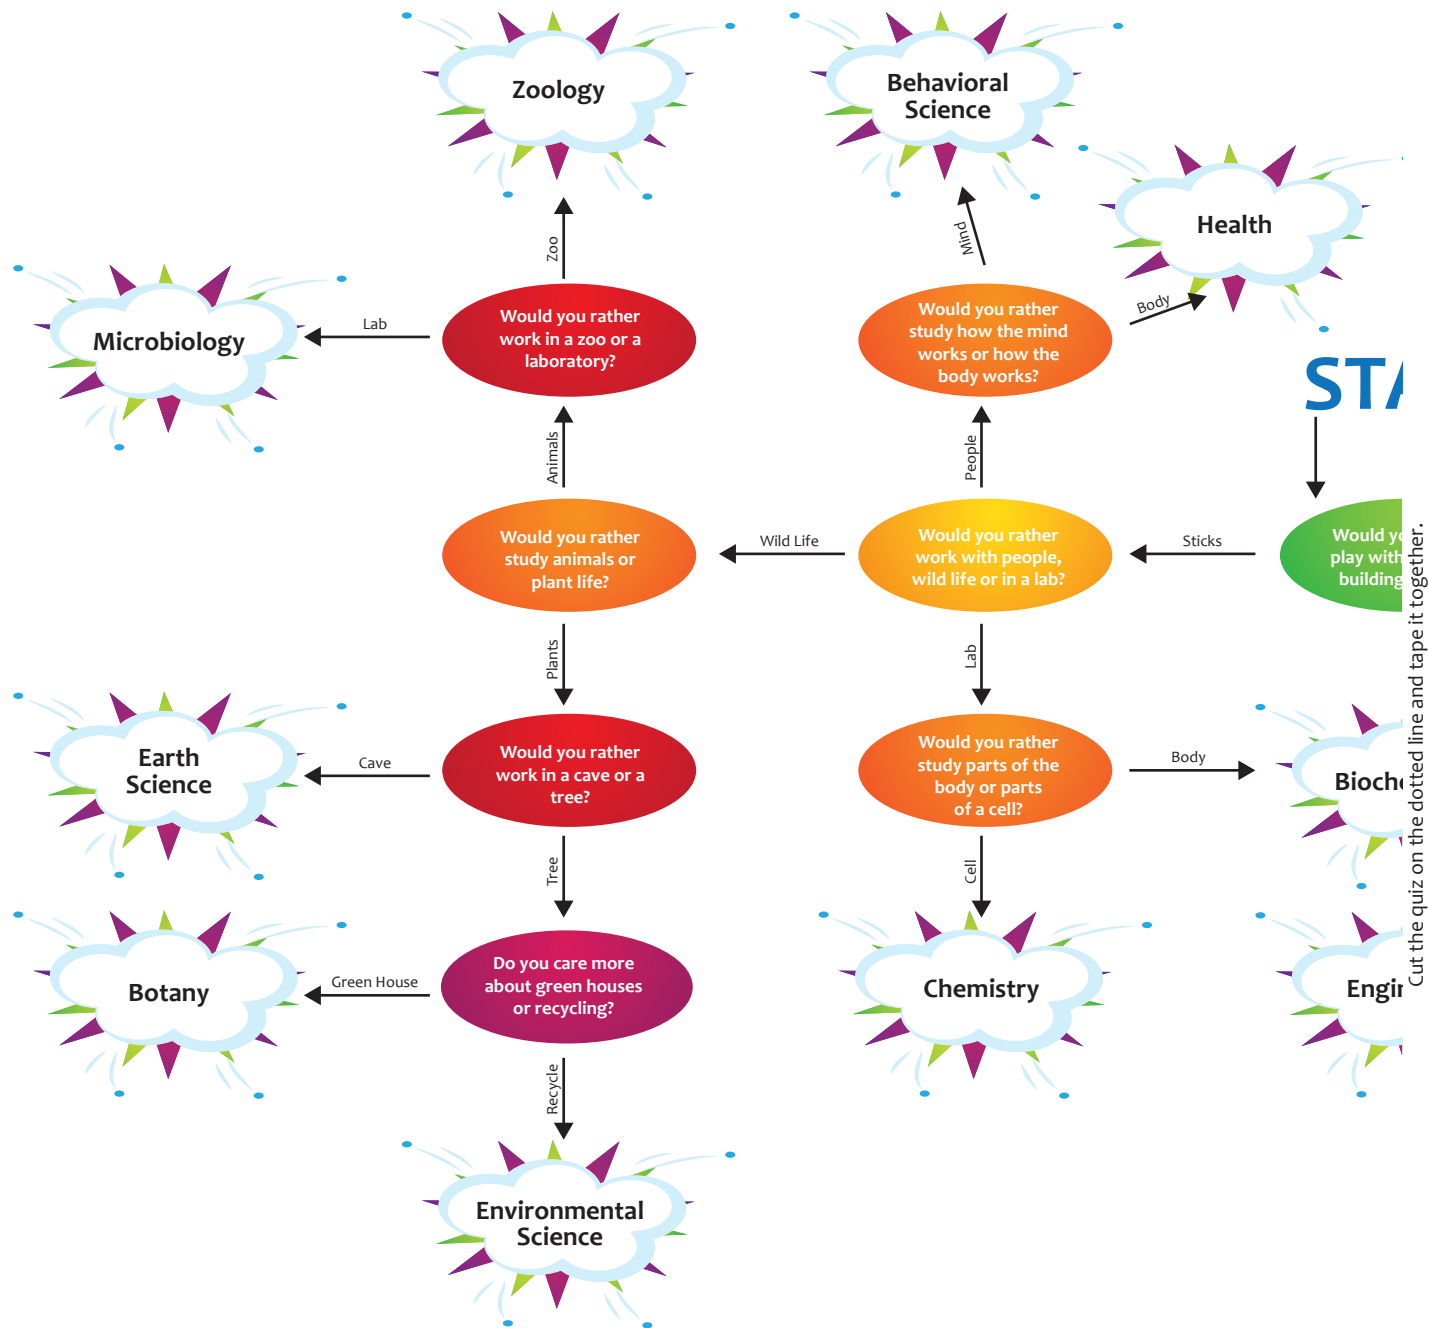 Zoology
Behavioral
Science
Health
Zoo
Mind
Body
Microbiology
Lab
Would you rather
work in a zoo or a
laboratory?
Would you rather
study how the mind
works or how the
body works?
STA
Animals
People
Would you rather
study animals or
plant life?
Wild Life
Would you rather
work with people,
wild life or in a lab?
Sticks
Would yo
play with
building
Cut the quiz on the dotted line and tape it together.
Plants
Lab
Earth
Science
Cave
Would you rather
work in a cave or a
tree?
Would you rather
study parts of the
body or parts
of a cell?
Body
Bioche
Tree
Cell
Botany
Green House
Do you care more
about green houses
or recycling?
Chemistry
Engin
Recycle
Environmental
Science